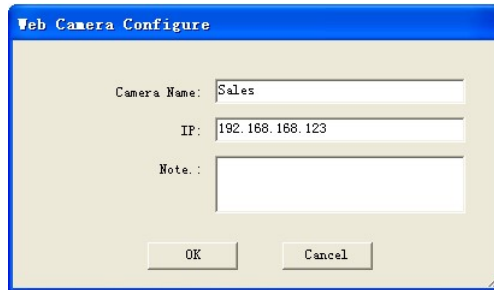 Web Camera Configure
Camera Name: Sales
IP: 192.168.168.123
Note.:
OK Cancel